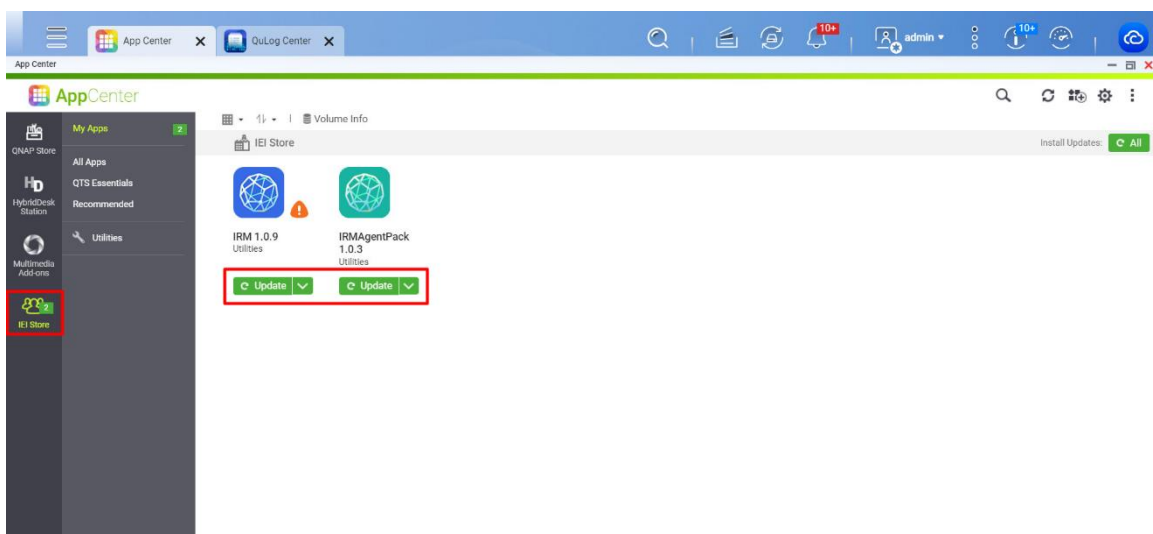 App Center
QuLog Center
10+
admin
10+
App Center
AppCenter
QNAP Store
HD
HybridDesk
Station
Multimedia
Add-ons
2
IEI Store
My Apps 2
All Apps
QTS Essentials
Recommended
Utilities
Volume Info
IEI Store
Install Updates: All
IRM 1.0.9
Utilities
Update
IRMAgentPack
1.0.3
Utilities
Update